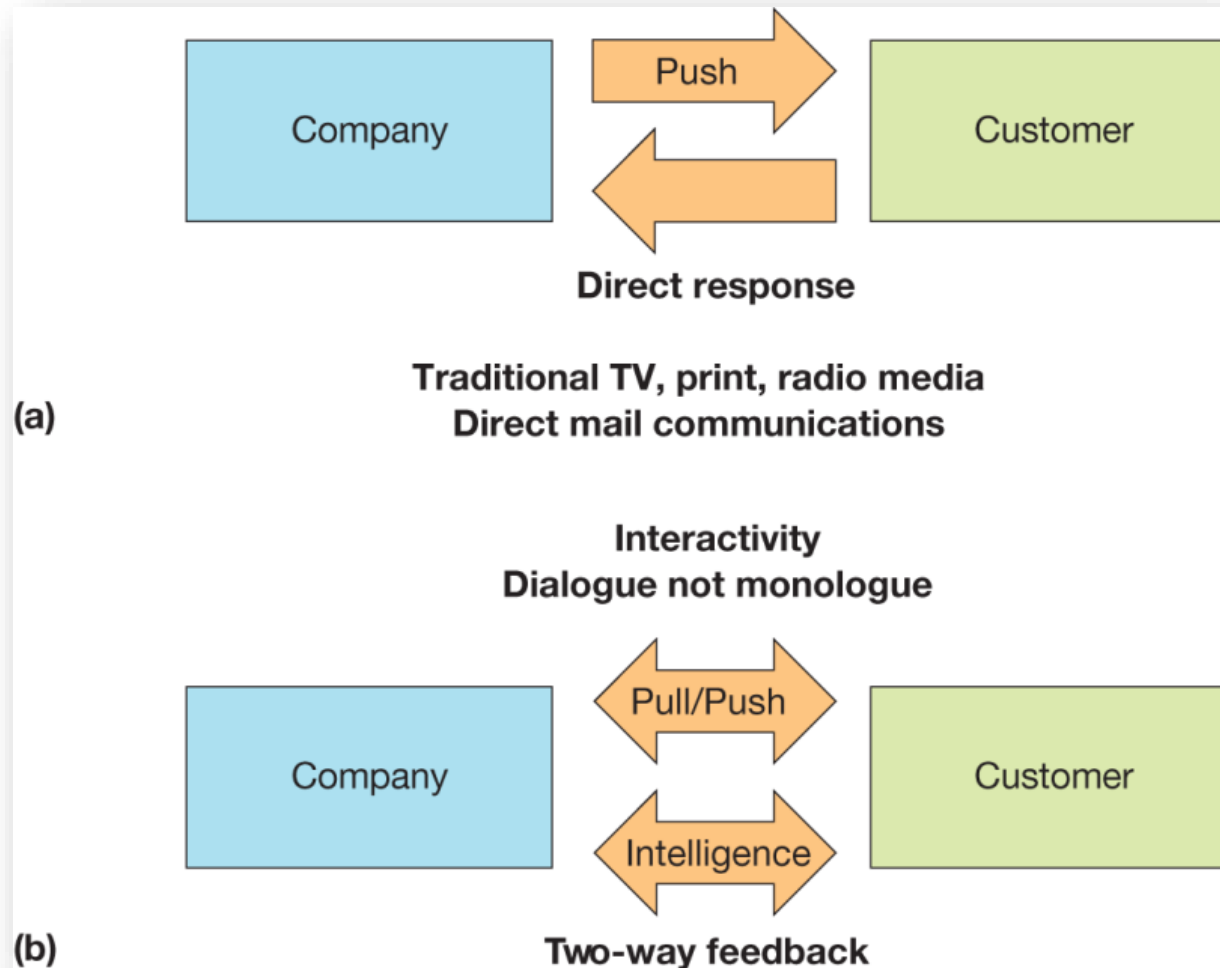 Company
Push
Customer
Direct response
Traditional TV, print, radio media
Direct mail communications
(a)
Interactivity
Dialogue not monologue
Company
Pull/Push
Customer
Intelligence
Two-way feedback
(b)